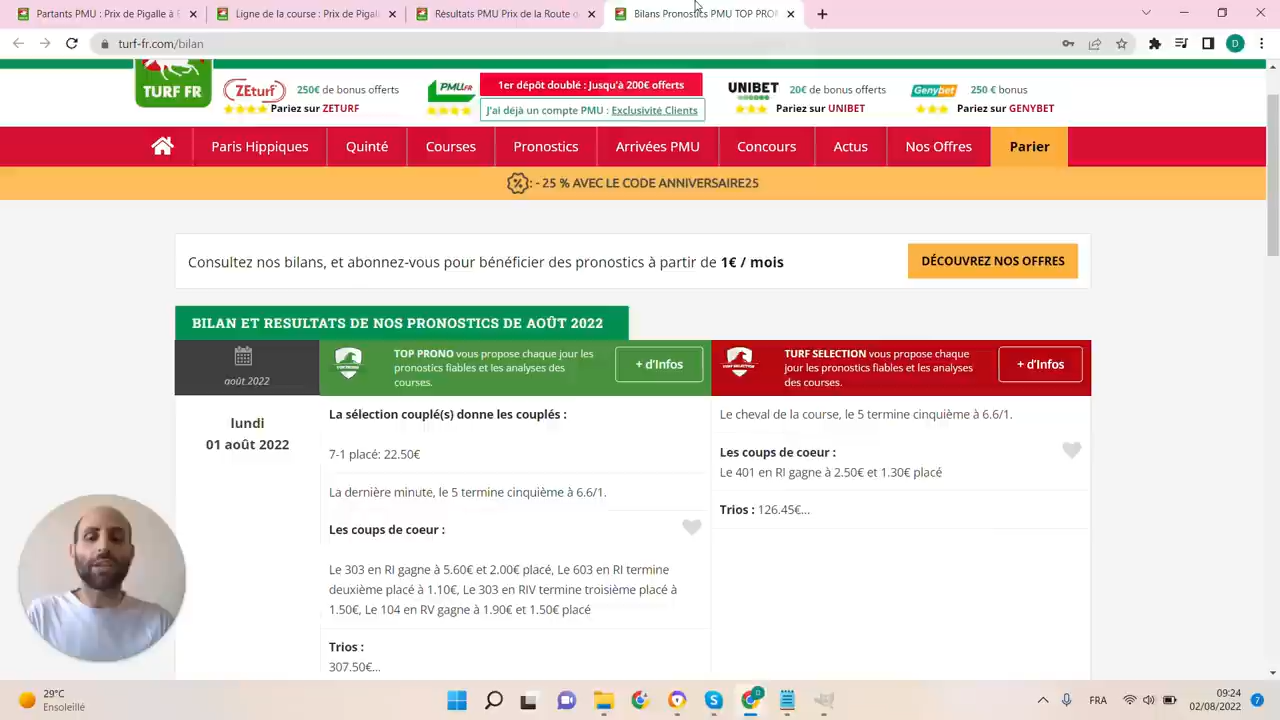 Partants PMU : Prix de Pigalle à E
Ligne de la course : Prix de Pigall
Résultats PMU Prix de la Route d
Bilans Pronostics PMU TOP PRON
turf-fr.com/bilan
TURF FR
ZEturf
250€ de bonus offerts
Pariez sur ZETURF
PMU.FR
1er dépôt doublé : Jusqu'à 200€ offerts
J'ai déjà un compte PMU : Exclusivité Clients
UNIBET
20€ de bonus offerts
Pariez sur UNIBET
Genybet
250 € bonus
Pariez sur GENYBET
Paris Hippiques
Quinté
Courses
Pronostics
Arrivées PMU
Concours
Actus
Nos Offres
Parier
: - 25 % AVEC LE CODE ANNIVERSAIRE25
Consultez nos bilans, et abonnez-vous pour bénéficier des pronostics à partir de 1€ / mois
DÉCOUVREZ NOS OFFRES
BILAN ET RESULTATS DE NOS PRONOSTICS DE AOÛT 2022
août 2022
TOP PRONO vous propose chaque jour les
pronostics fiables et les analyses des
courses.
+ d'Infos
TURF SELECTION vous propose chaque
jour les pronostics fiables et les analyses
des courses.
+ d'Infos
lundi
01 août 2022
La sélection couplé(s) donne les couplés :
7-1 placé: 22.50€
La dernière minute, le 5 termine cinquième à 6.6/1.
Les coups de coeur :
Le 303 en RI gagne à 5.60€ et 2.00€ placé, Le 603 en RI termine
deuxième placé à 1.10€, Le 303 en RIV termine troisième placé à
1.50€, Le 104 en RV gagne à 1.90€ et 1.50€ placé
Trios :
307.50€...
Le cheval de la course, le 5 termine cinquième à 6.6/1.
Les coups de coeur :
Le 401 en RI gagne à 2.50€ et 1.30€ placé
Trios : 126.45€...
29°C
Ensoleillé
FRA
09:24
02/08/2022